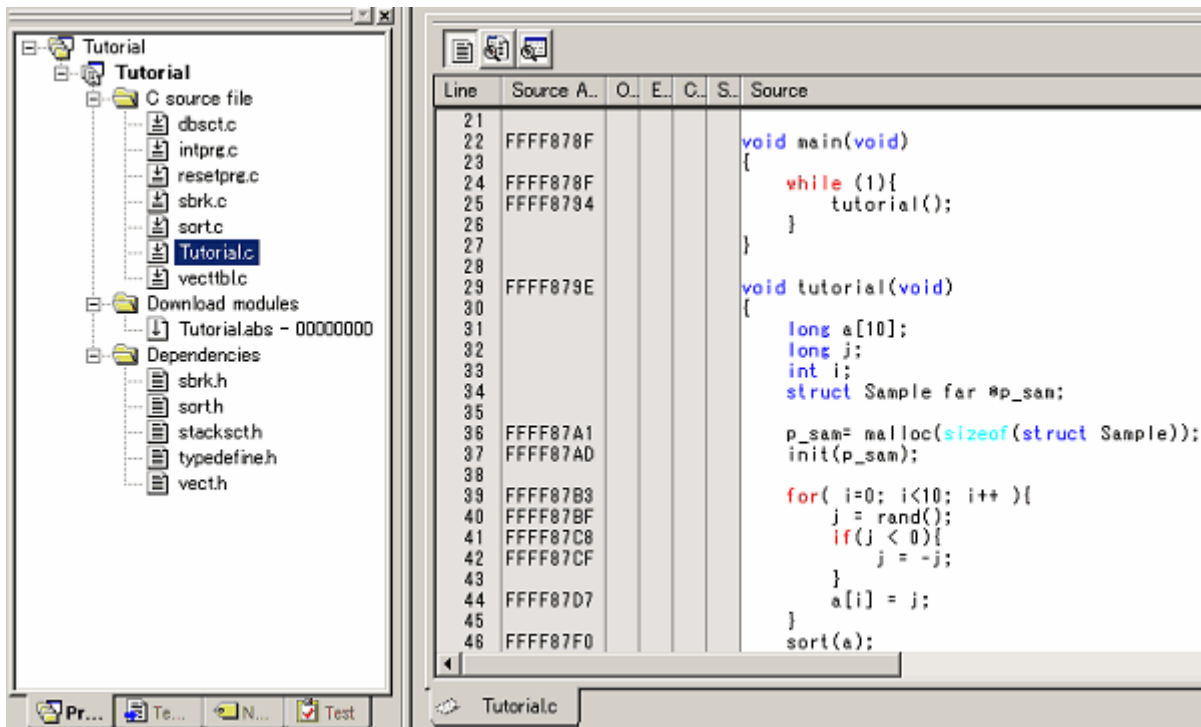 Tutorial
Tutorial
C source file
dbsct.c
intprg.c
resetprg.c
sbrk.c
sort.c
Tutorial.c
vecttbl.c
Download modules
Tutorial.abs - 00000000
Dependencies
sbrk.h
sort.h
stacksct.h
typedefine.h
vect.h
Pr...
Te...
N...
Test
Line Source A.. O.. E.. C.. S.. Source
21
22 FFFF878F void main(void)
23 {
24 FFFF878F while (1){
25 FFFF8794 tutorial();
26 }
27 }
28
29 FFFF879E void tutorial(void)
30 {
31 long a[10];
32 long j;
33 int i;
34 struct Sample far *p_sam;
35
36 FFFF87A1 p_sam= malloc(sizeof(struct Sample));
37 FFFF87AD init(p_sam);
38
39 FFFF87B3 for( i=0; i<10; i++ ){
40 FFFF87BF j = rand();
41 FFFF87C8 if(j < 0){
42 FFFF87CF j = -j;
43 }
44 FFFF87D7 a[i] = j;
45 }
46 FFFF87F0 sort(a);
Tutorial.c